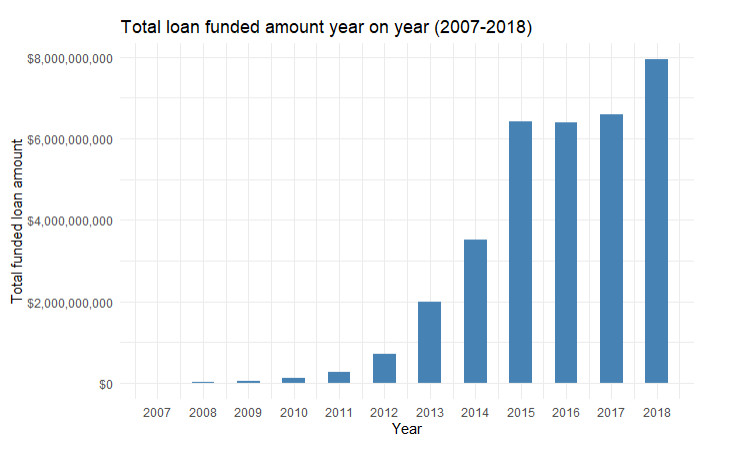 Total loan funded amount year on year (2007-2018)
Total funded loan amount
$8,000,000,000
$6,000,000,000
$4,000,000,000
$2,000,000,000
$0
2007 2008 2009 2010 2011 2012 2013 2014 2015 2016 2017 2018
Year